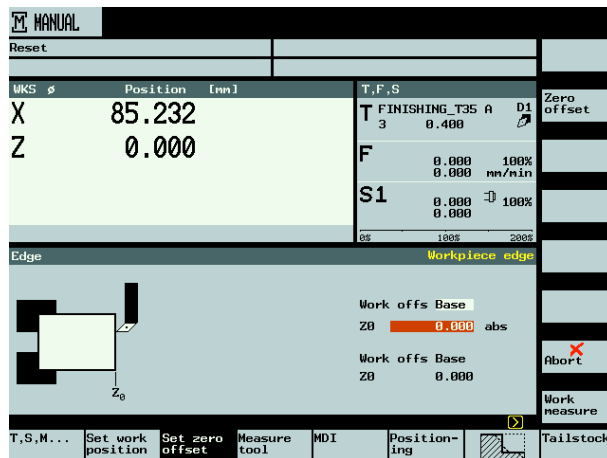 M MANUAL
Reset
WKS ø Position [mm]
X 85.232
Z 0.000
T,F,S
T FINISHING_T35 A D1
3 0.400
F 0.000 100%
0.000 mm/min
S1 0.000 100%
0.000
0% 100% 200%
Zero
offset
Edge Workpiece edge
Work offs Base
Z0 0.000 abs
Work offs Base
Z0 0.000
Z0
Abort
Work
measure
T,S,M... Set work Set zero Measure MDI Position- Tailstock
position offset tool ing